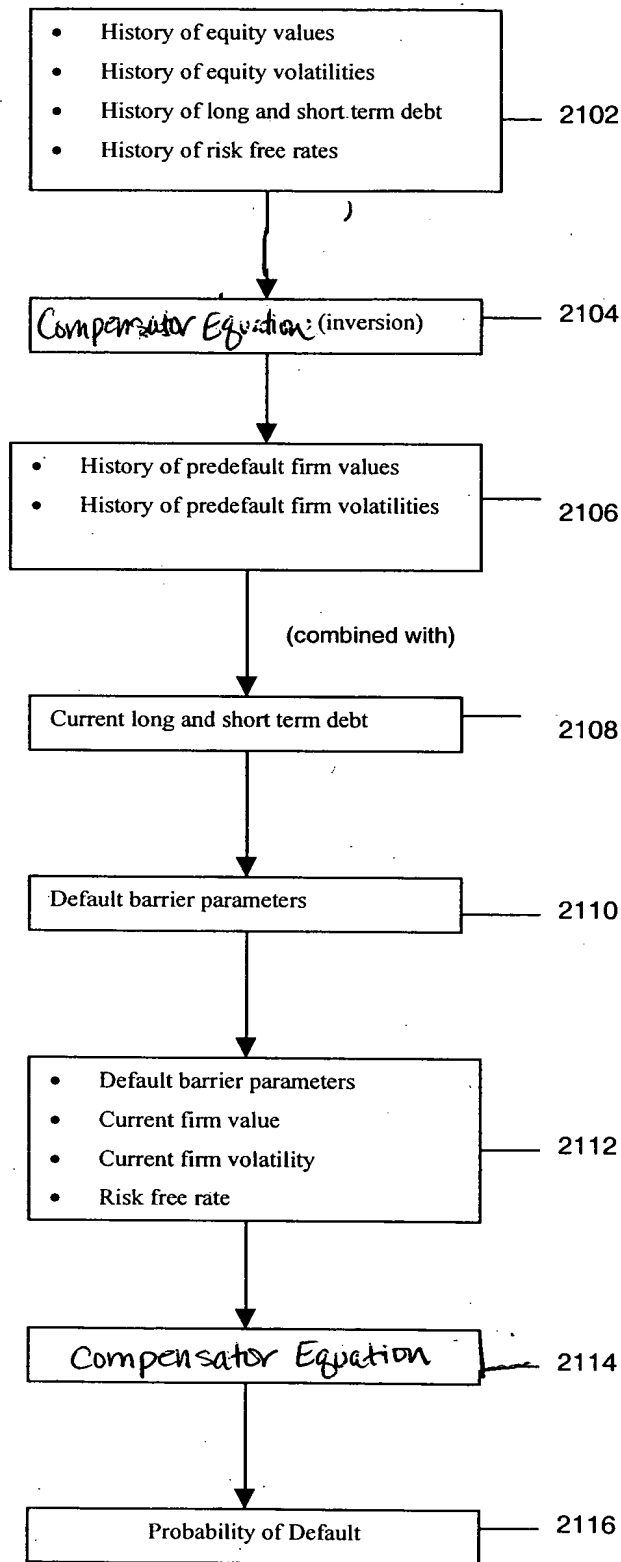 • History of equity values
• History of equity volatilities
• History of long and short term debt
• History of risk free rates
2102
Compensator Equation: (inversion)
2104
• History of predefault firm values
• History of predefault firm volatilities
2106
(combined with)
Current long and short term debt
2108
Default barrier parameters
2110
• Default barrier parameters
• Current firm value
• Current firm volatility
• Risk free rate
2112
Compensator Equation
2114
Probability of Default
2116